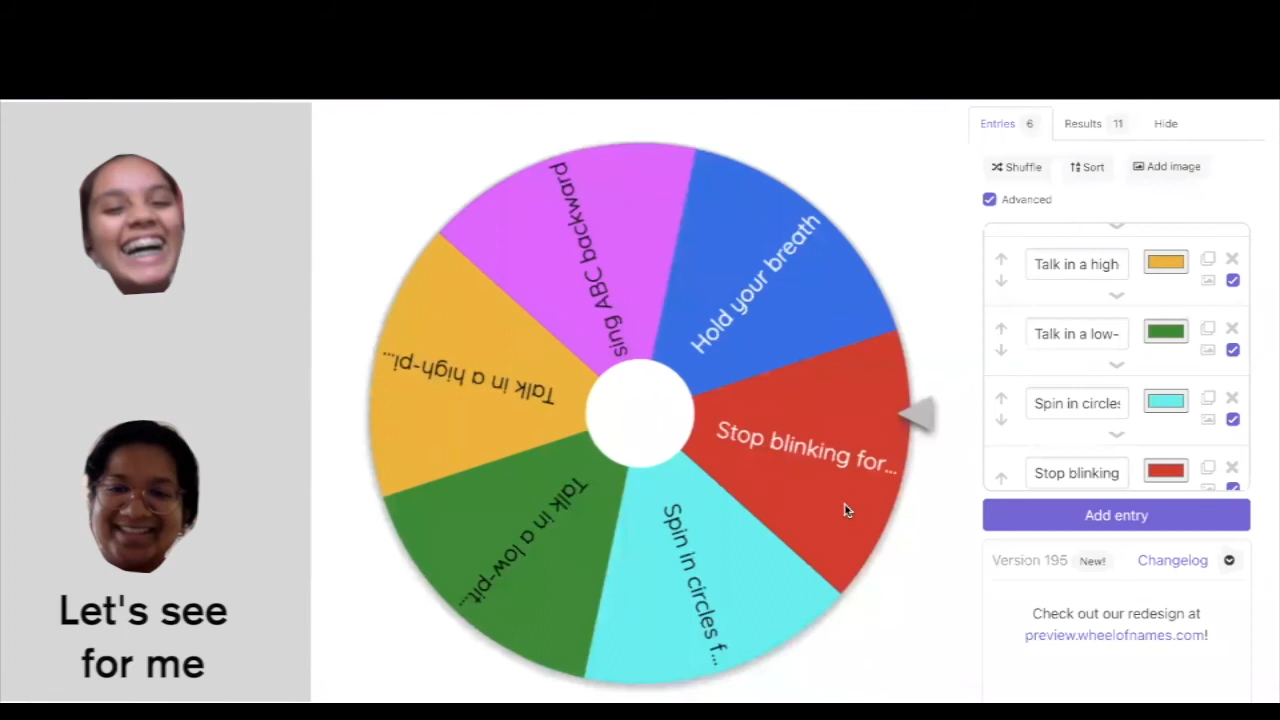 Let's see
for me
sing ABC backward
Hold your breath
Talk in a high-pi...
Stop blinking for...
Talk in a low-pit...
Spin in circles f...
Entries 6 Results 11 Hide
Shuffle Sort Add image
Advanced
Talk in a high
Talk in a low-
Spin in circles
Stop blinking
Add entry
Version 195 New! Changelog
Check out our redesign at
preview.wheelofnames.com!